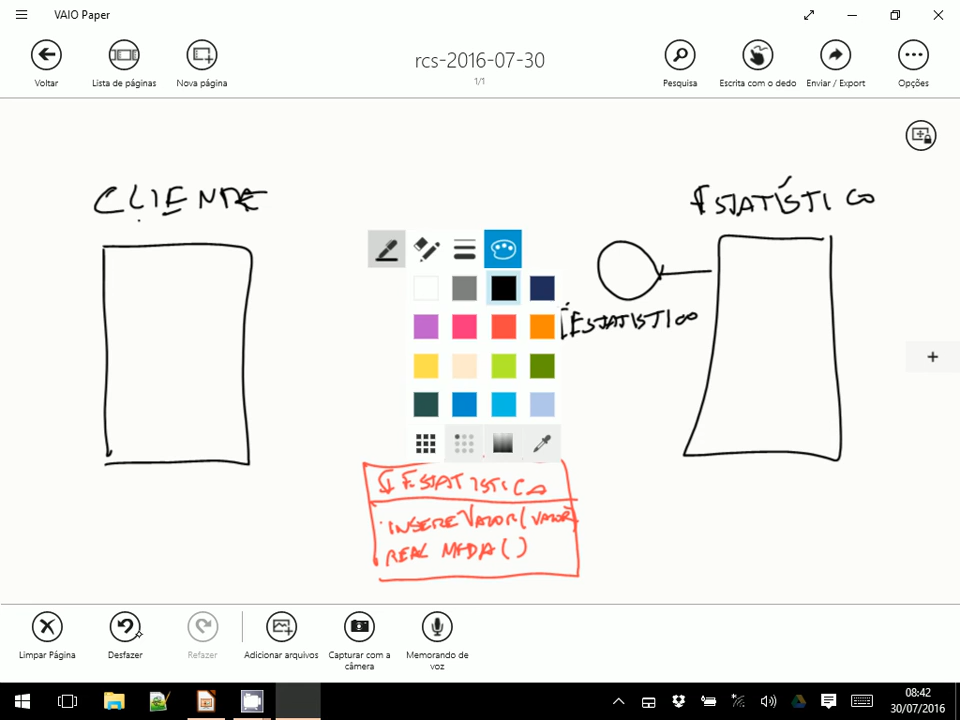 VAIO Paper
Voltar
Lista de páginas
Nova página
rcs-2016-07-30
1/1
Pesquisa
Escrita com o dedo
Enviar / Export
Opções
CLIENTE
ESTATÍSTICO
IESTATISTICO
IESTATISTICA
INSEREVALOR(VALOR)
REAL MEDIA()
Limpar Página
Desfazer
Refazer
Adicionar arquivos
Capturar com a câmera
Memorando de voz
08:42
30/07/2016